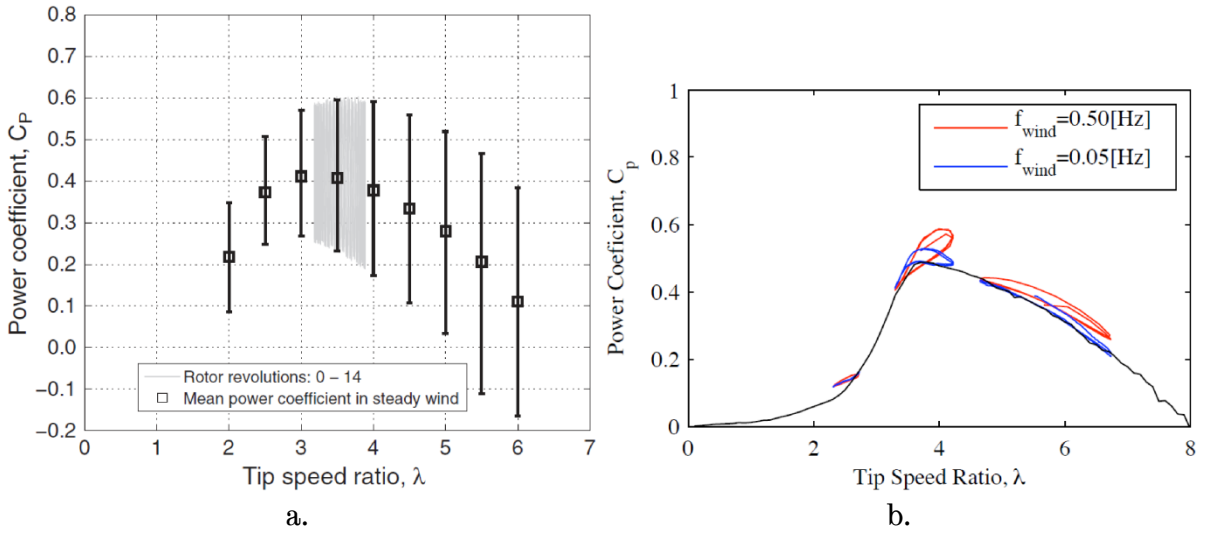 0.8
0.7
0.6
0.5
0.4
0.3
0.2
0.1
0.0
−0.1
−0.2
Power coefficient, C_P
Rotor revolutions: 0 – 14
Mean power coefficient in steady wind
0 1 2 3 4 5 6 7
Tip speed ratio, λ
a.
1
0.8
0.6
0.4
0.2
0
Power Coefficient, C_p
f_wind=0.50[Hz]
f_wind=0.05[Hz]
0 2 4 6 8
Tip Speed Ratio, λ
b.